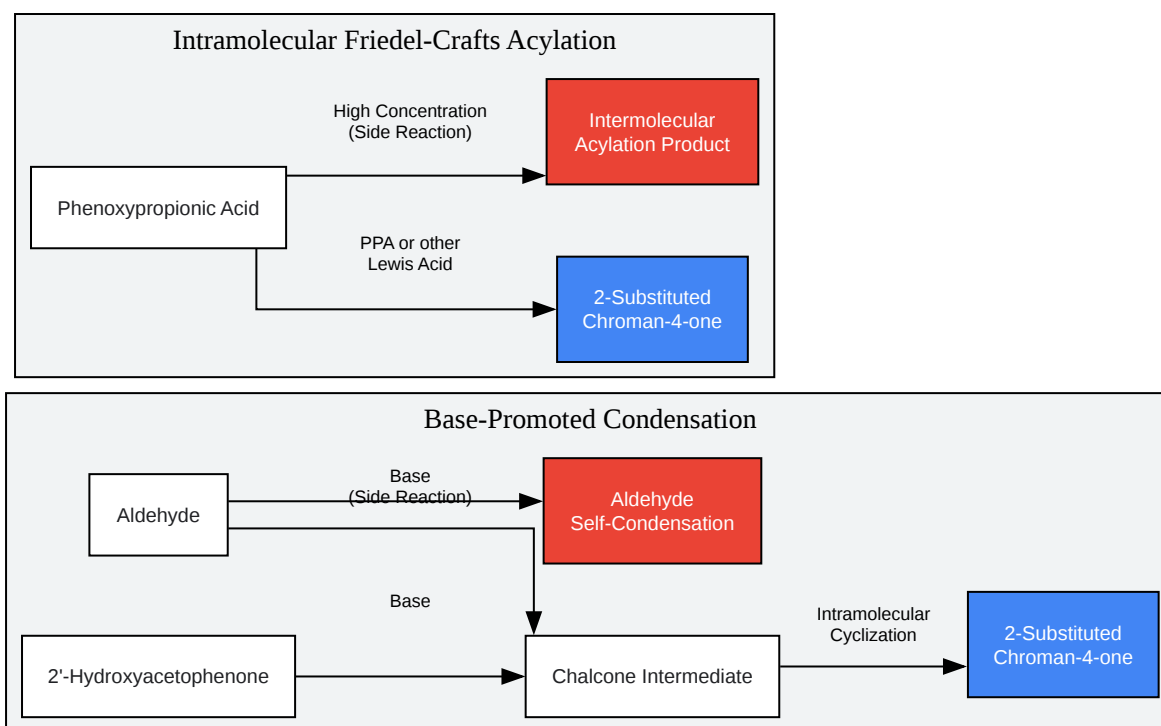 Intramolecular Friedel-Crafts Acylation
High Concentration
(Side Reaction)
Intermolecular
Acylation Product
Phenoxypropionic Acid
PPA or other
Lewis Acid
2-Substituted
Chroman-4-one
Base-Promoted Condensation
Base
(Side Reaction)
Aldehyde
Self-Condensation
Aldehyde
Base
Intramolecular
Cyclization
2-Substituted
Chroman-4-one
2'-Hydroxyacetophenone
Chalcone Intermediate